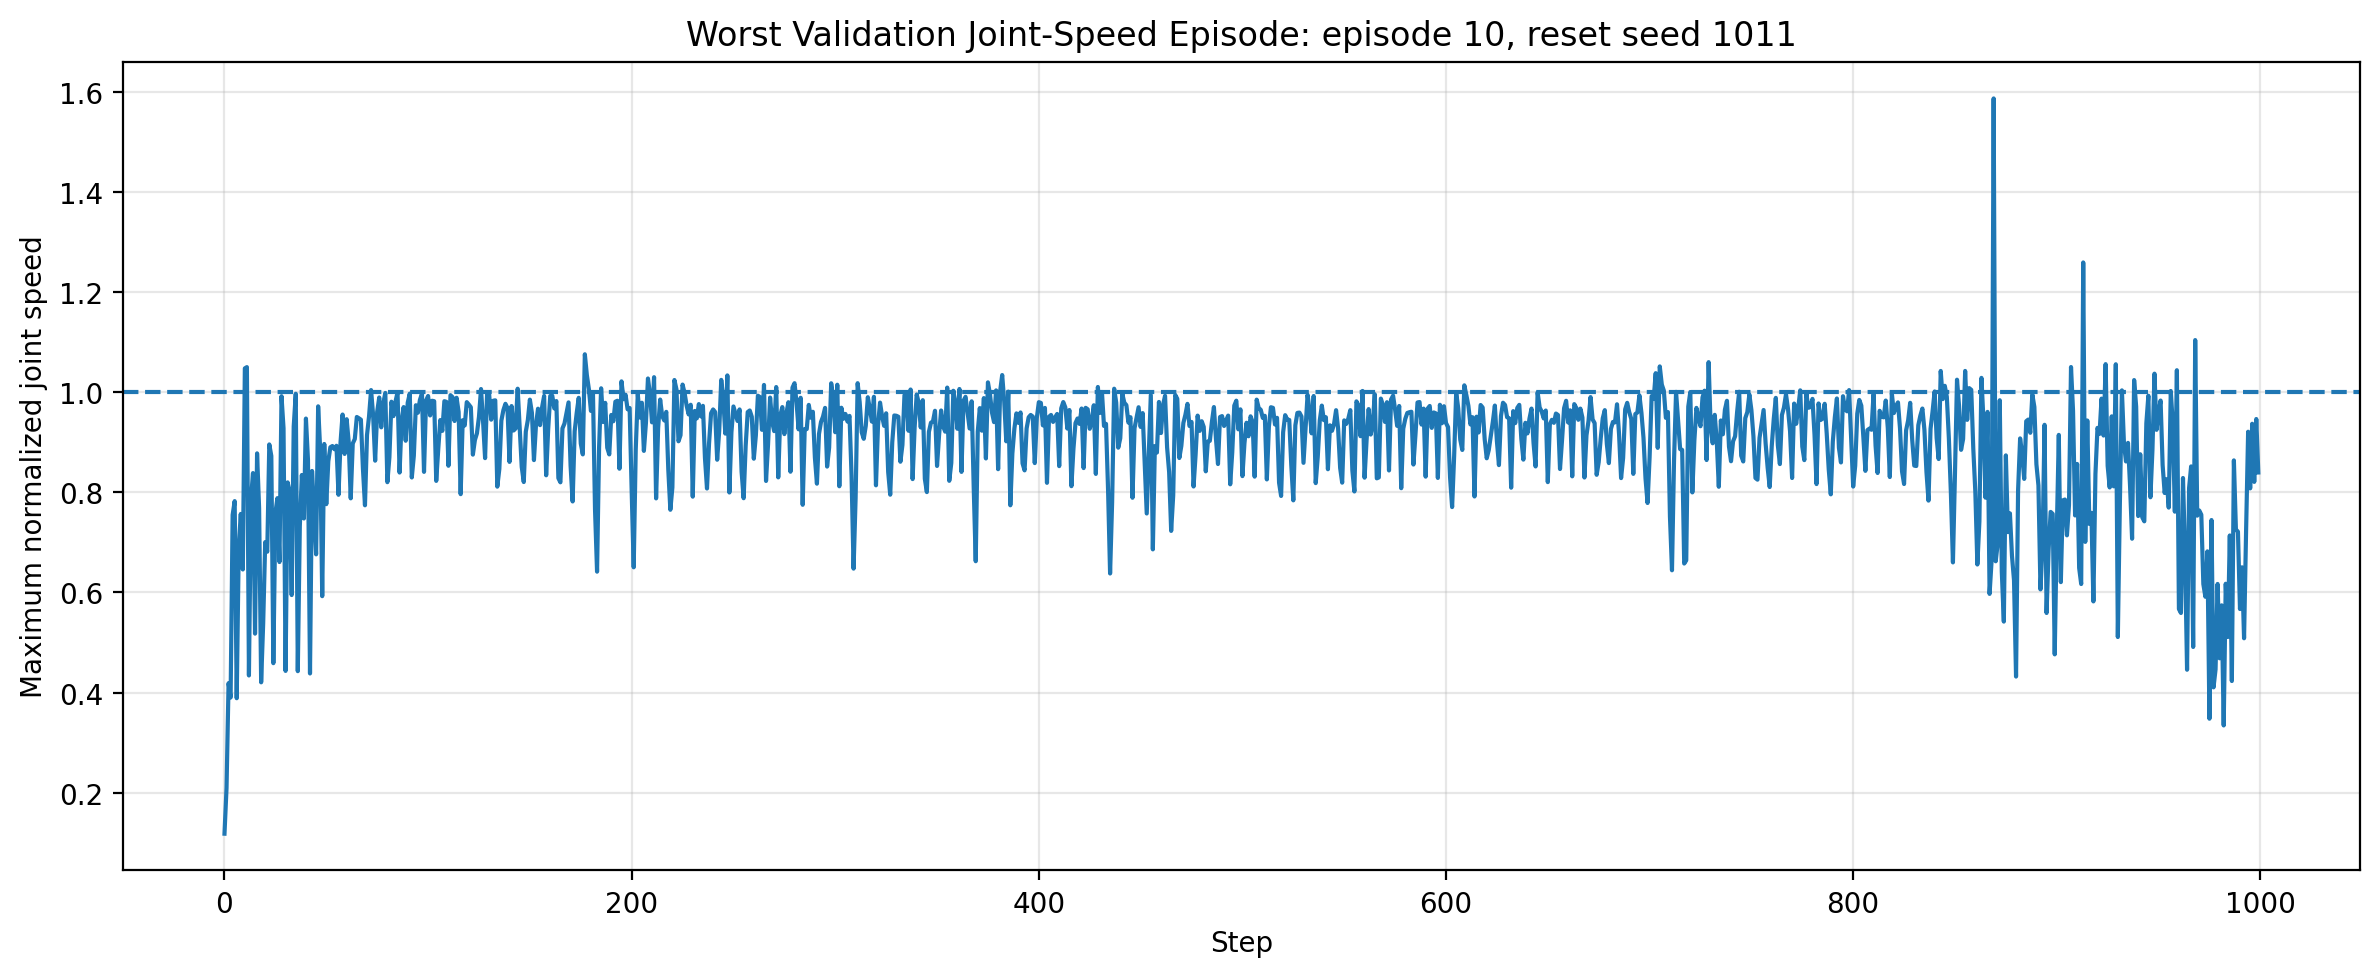 Worst Validation Joint-Speed Episode: episode 10, reset seed 1011
Maximum normalized joint speed
1.6
1.4
1.2
1.0
0.8
0.6
0.4
0.2
0 200 400 600 800 1000
Step